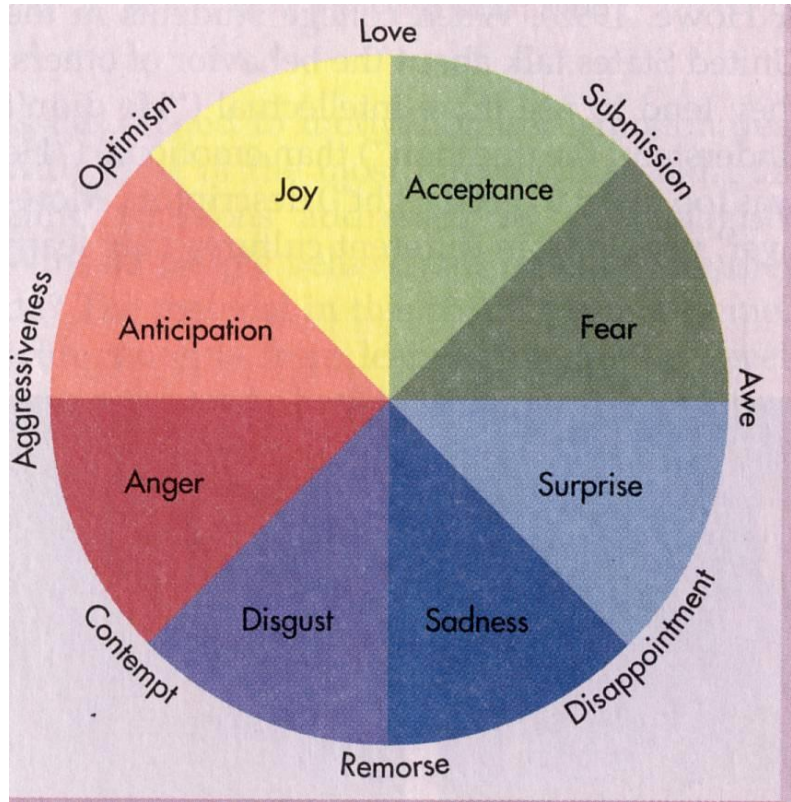 Love
Optimism
Submission
Joy
Acceptance
Aggressiveness
Anticipation
Fear
Awe
Anger
Surprise
Contempt
Disgust
Sadness
Disappointment
Remorse